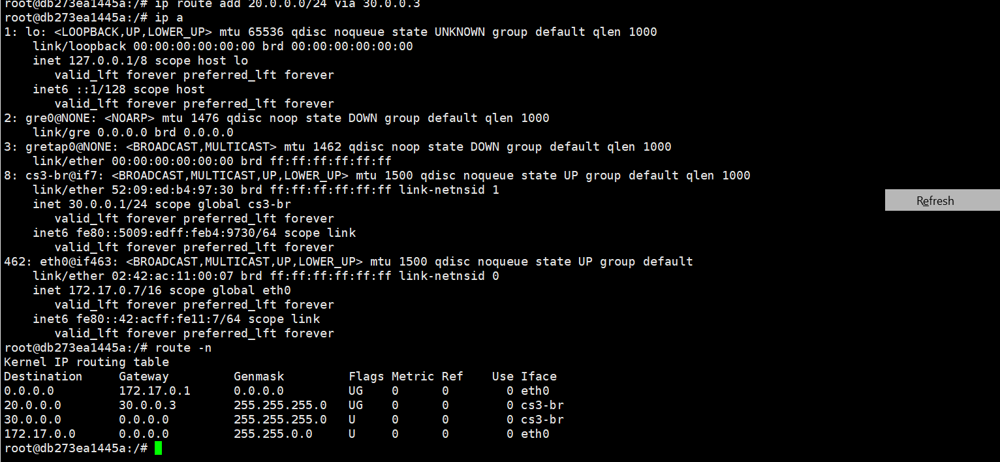 root@db273ea1445a:/# ip route add 20.0.0.0/24 via 30.0.0.3
root@db273ea1445a:/# ip a
1: lo: <LOOPBACK,UP,LOWER_UP> mtu 65536 qdisc noqueue state UNKNOWN group default qlen 1000
    link/loopback 00:00:00:00:00:00 brd 00:00:00:00:00:00
    inet 127.0.0.1/8 scope host lo
       valid_lft forever preferred_lft forever
    inet6 ::1/128 scope host
       valid_lft forever preferred_lft forever
2: gre0@NONE: <NOARP> mtu 1476 qdisc noop state DOWN group default qlen 1000
    link/gre 0.0.0.0 brd 0.0.0.0
3: gretap0@NONE: <BROADCAST,MULTICAST> mtu 1462 qdisc noop state DOWN group default qlen 1000
    link/ether 00:00:00:00:00:00 brd ff:ff:ff:ff:ff:ff
8: cs3-br@if7: <BROADCAST,MULTICAST,UP,LOWER_UP> mtu 1500 qdisc noqueue state UP group default qlen 1000
    link/ether 52:09:ed:b4:97:30 brd ff:ff:ff:ff:ff:ff link-netnsid 1
    inet 30.0.0.1/24 scope global cs3-br
Refresh
       valid_lft forever preferred_lft forever
    inet6 fe80::5009:edff:feb4:9730/64 scope link
       valid_lft forever preferred_lft forever
462: eth0@if463: <BROADCAST,MULTICAST,UP,LOWER_UP> mtu 1500 qdisc noqueue state UP group default
    link/ether 02:42:ac:11:00:07 brd ff:ff:ff:ff:ff:ff link-netnsid 0
    inet 172.17.0.7/16 scope global eth0
       valid_lft forever preferred_lft forever
    inet6 fe80::42:acff:fe11:7/64 scope link
       valid_lft forever preferred_lft forever
root@db273ea1445a:/# route -n
Kernel IP routing table
Destination     Gateway         Genmask         Flags Metric Ref    Use Iface
0.0.0.0         172.17.0.1      0.0.0.0         UG    0      0        0 eth0
20.0.0.0        30.0.0.3        255.255.255.0   UG    0      0        0 cs3-br
30.0.0.0        0.0.0.0         255.255.255.0   U     0      0        0 cs3-br
172.17.0.0      0.0.0.0         255.255.0.0     U     0      0        0 eth0
root@db273ea1445a:/#